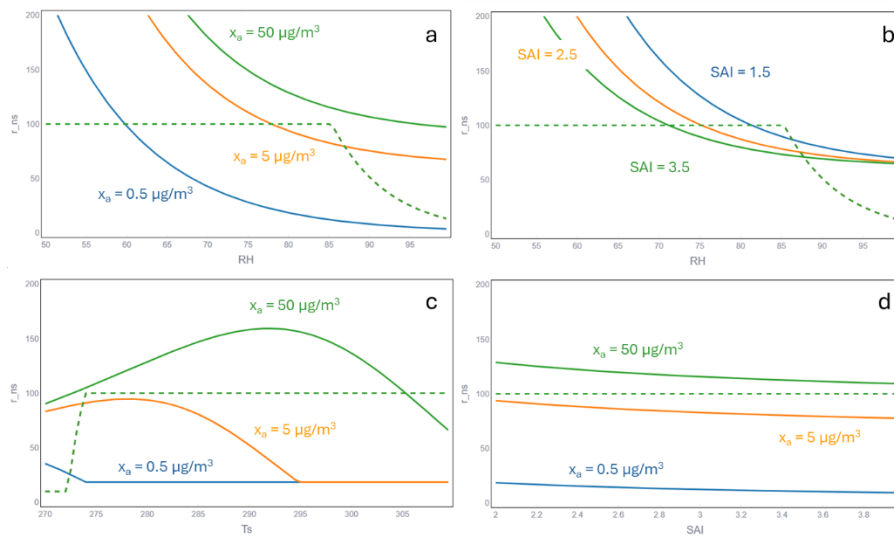 a
x_a = 50 µg/m³
x_a = 5 µg/m³
x_a = 0.5 µg/m³
200
150
100
50
0
r_ns
50 55 60 65 70 75 80 85 90 95
RH
b
SAI = 2.5
SAI = 1.5
SAI = 3.5
200
150
100
50
0
r_ns
50 55 60 65 70 75 80 85 90 95
RH
c
x_a = 50 µg/m³
x_a = 5 µg/m³
x_a = 0.5 µg/m³
200
150
100
50
0
r_ns
270 275 280 285 290 295 300 305
Ts
d
x_a = 50 µg/m³
x_a = 5 µg/m³
x_a = 0.5 µg/m³
200
150
100
50
0
r_ns
2 2.2 2.4 2.6 2.8 3 3.2 3.4 3.6 3.8
SAI